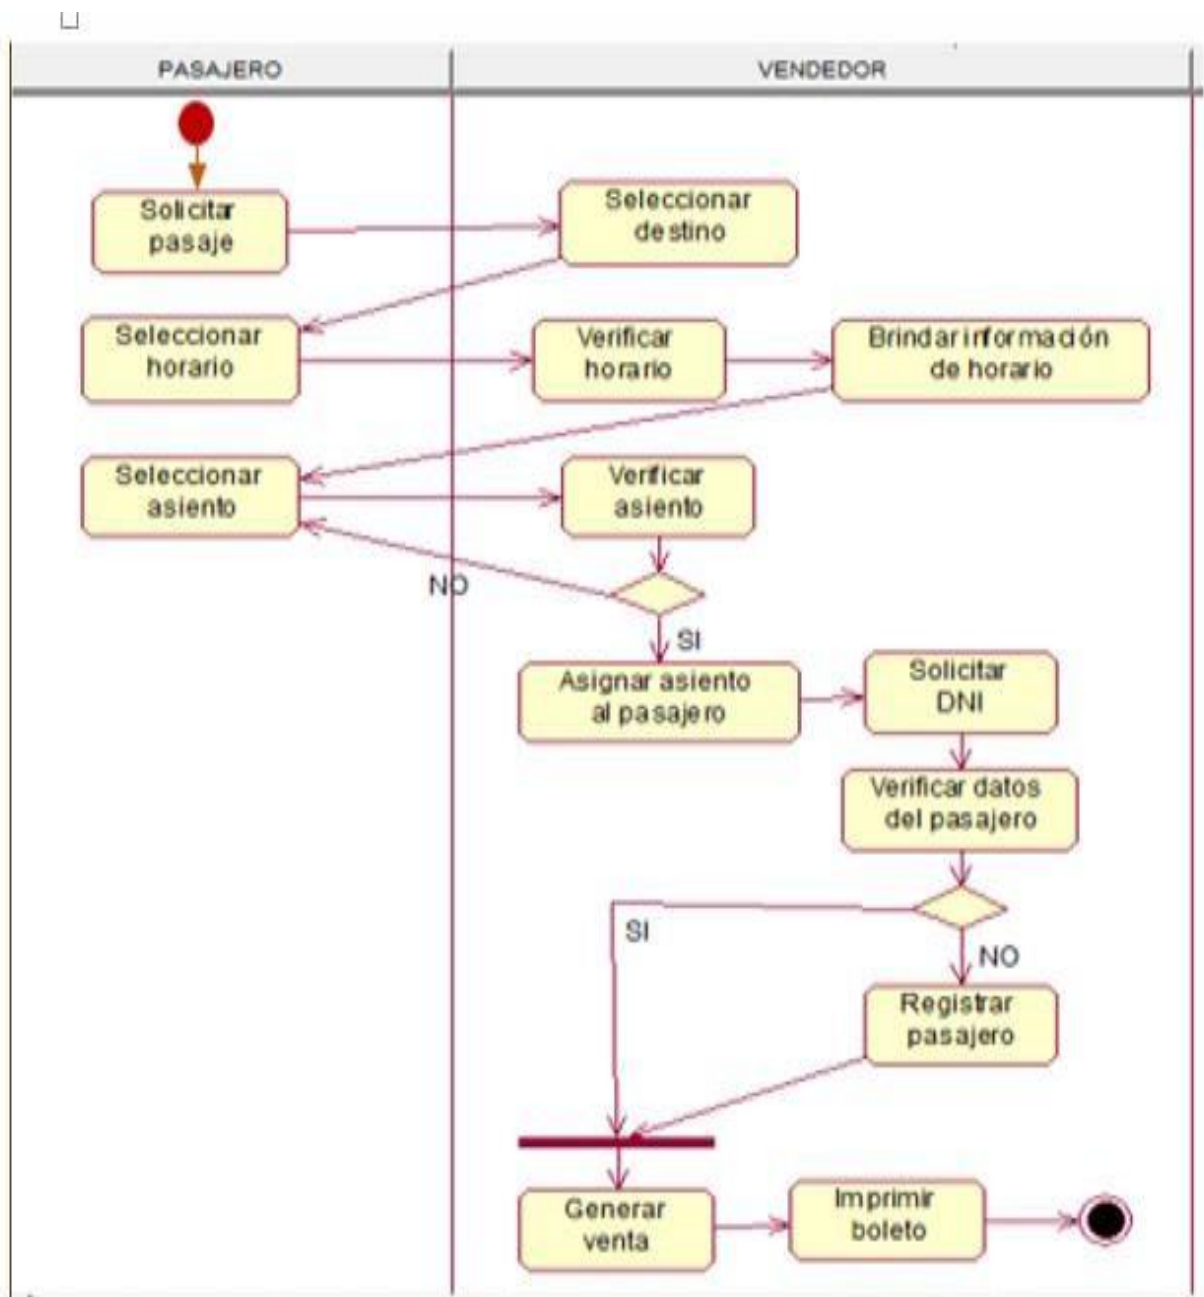 PASAJERO
VENDEDOR
Solicitar
pasaje
Seleccionar
destino
Seleccionar
horario
Verificar
horario
Brindar información
de horario
Seleccionar
asiento
Verificar
asiento
NO
SI
Asignar asiento
al pasajero
Solicitar
DNI
Verificar datos
del pasajero
SI
NO
Registrar
pasajero
Generar
venta
Imprimir
boleto